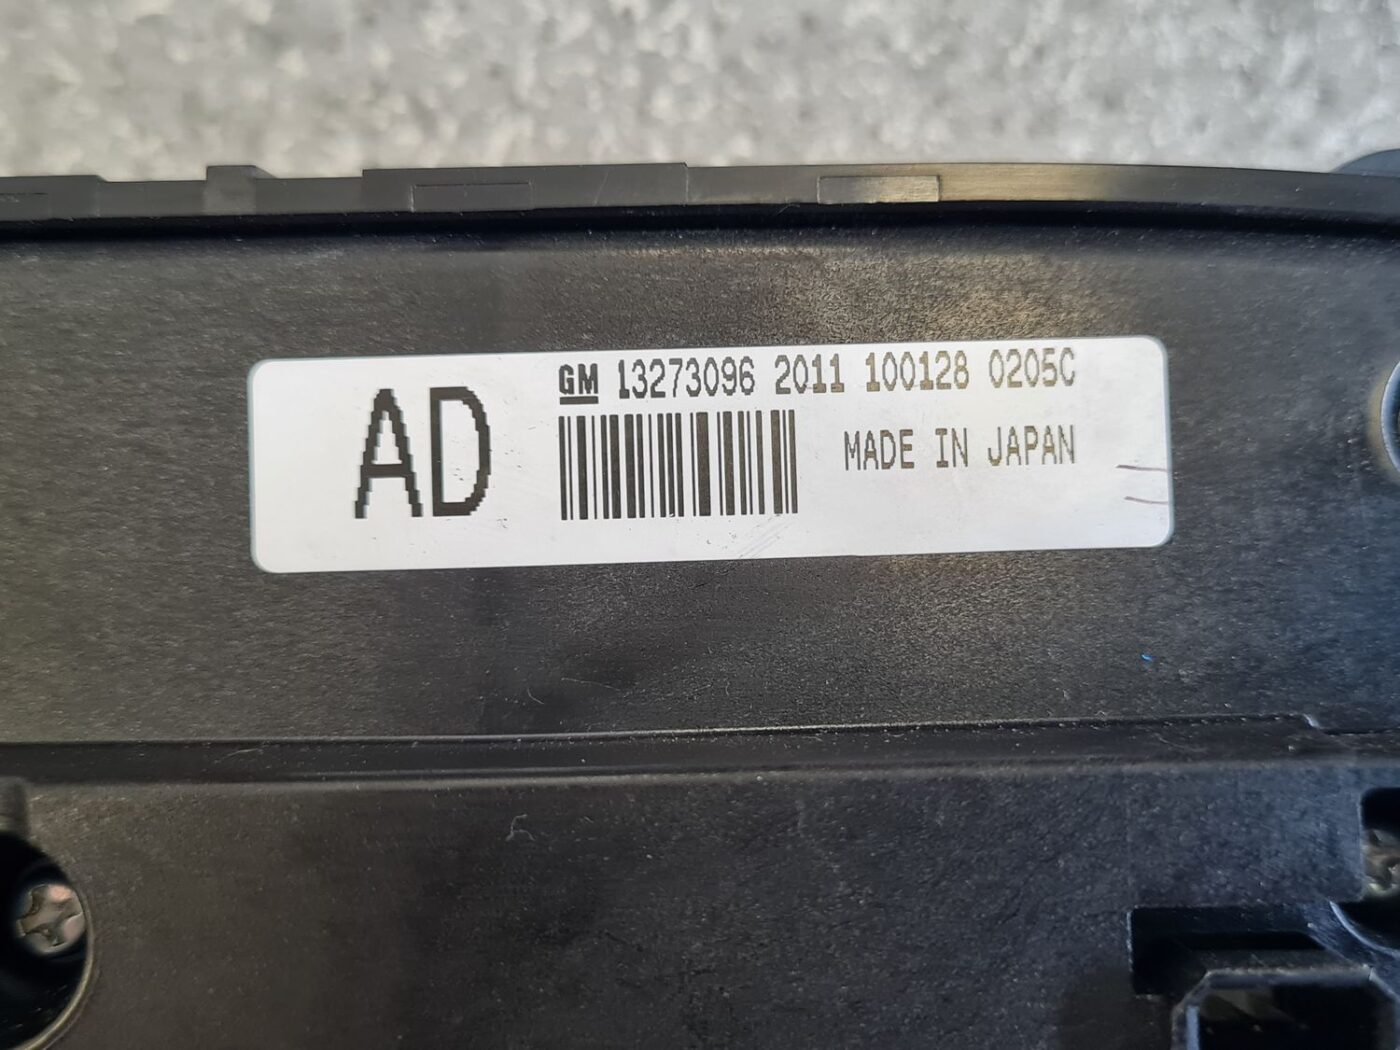 AD
GM 13273096 2011 100128 0205C
MADE IN JAPAN